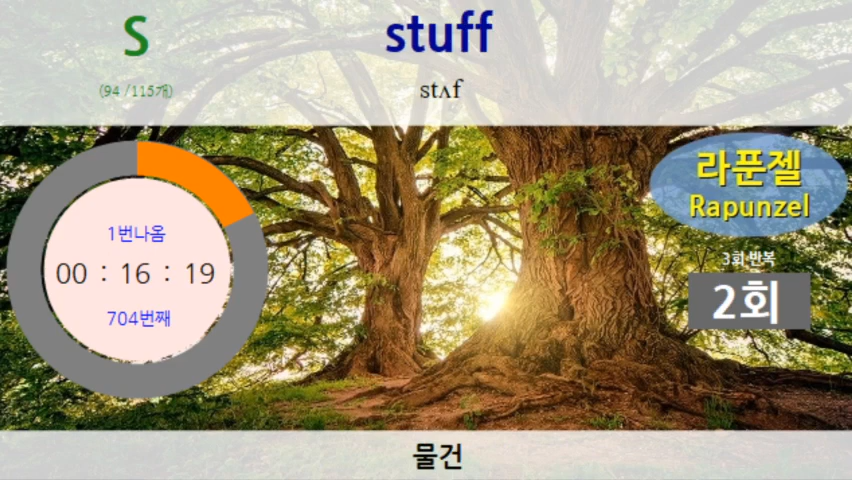 S
(94 /115개)
stuff
stʌf
1번나옴
00 : 16 : 19
704번째
라푼젤
Rapunzel
3회 반복
2회
물건